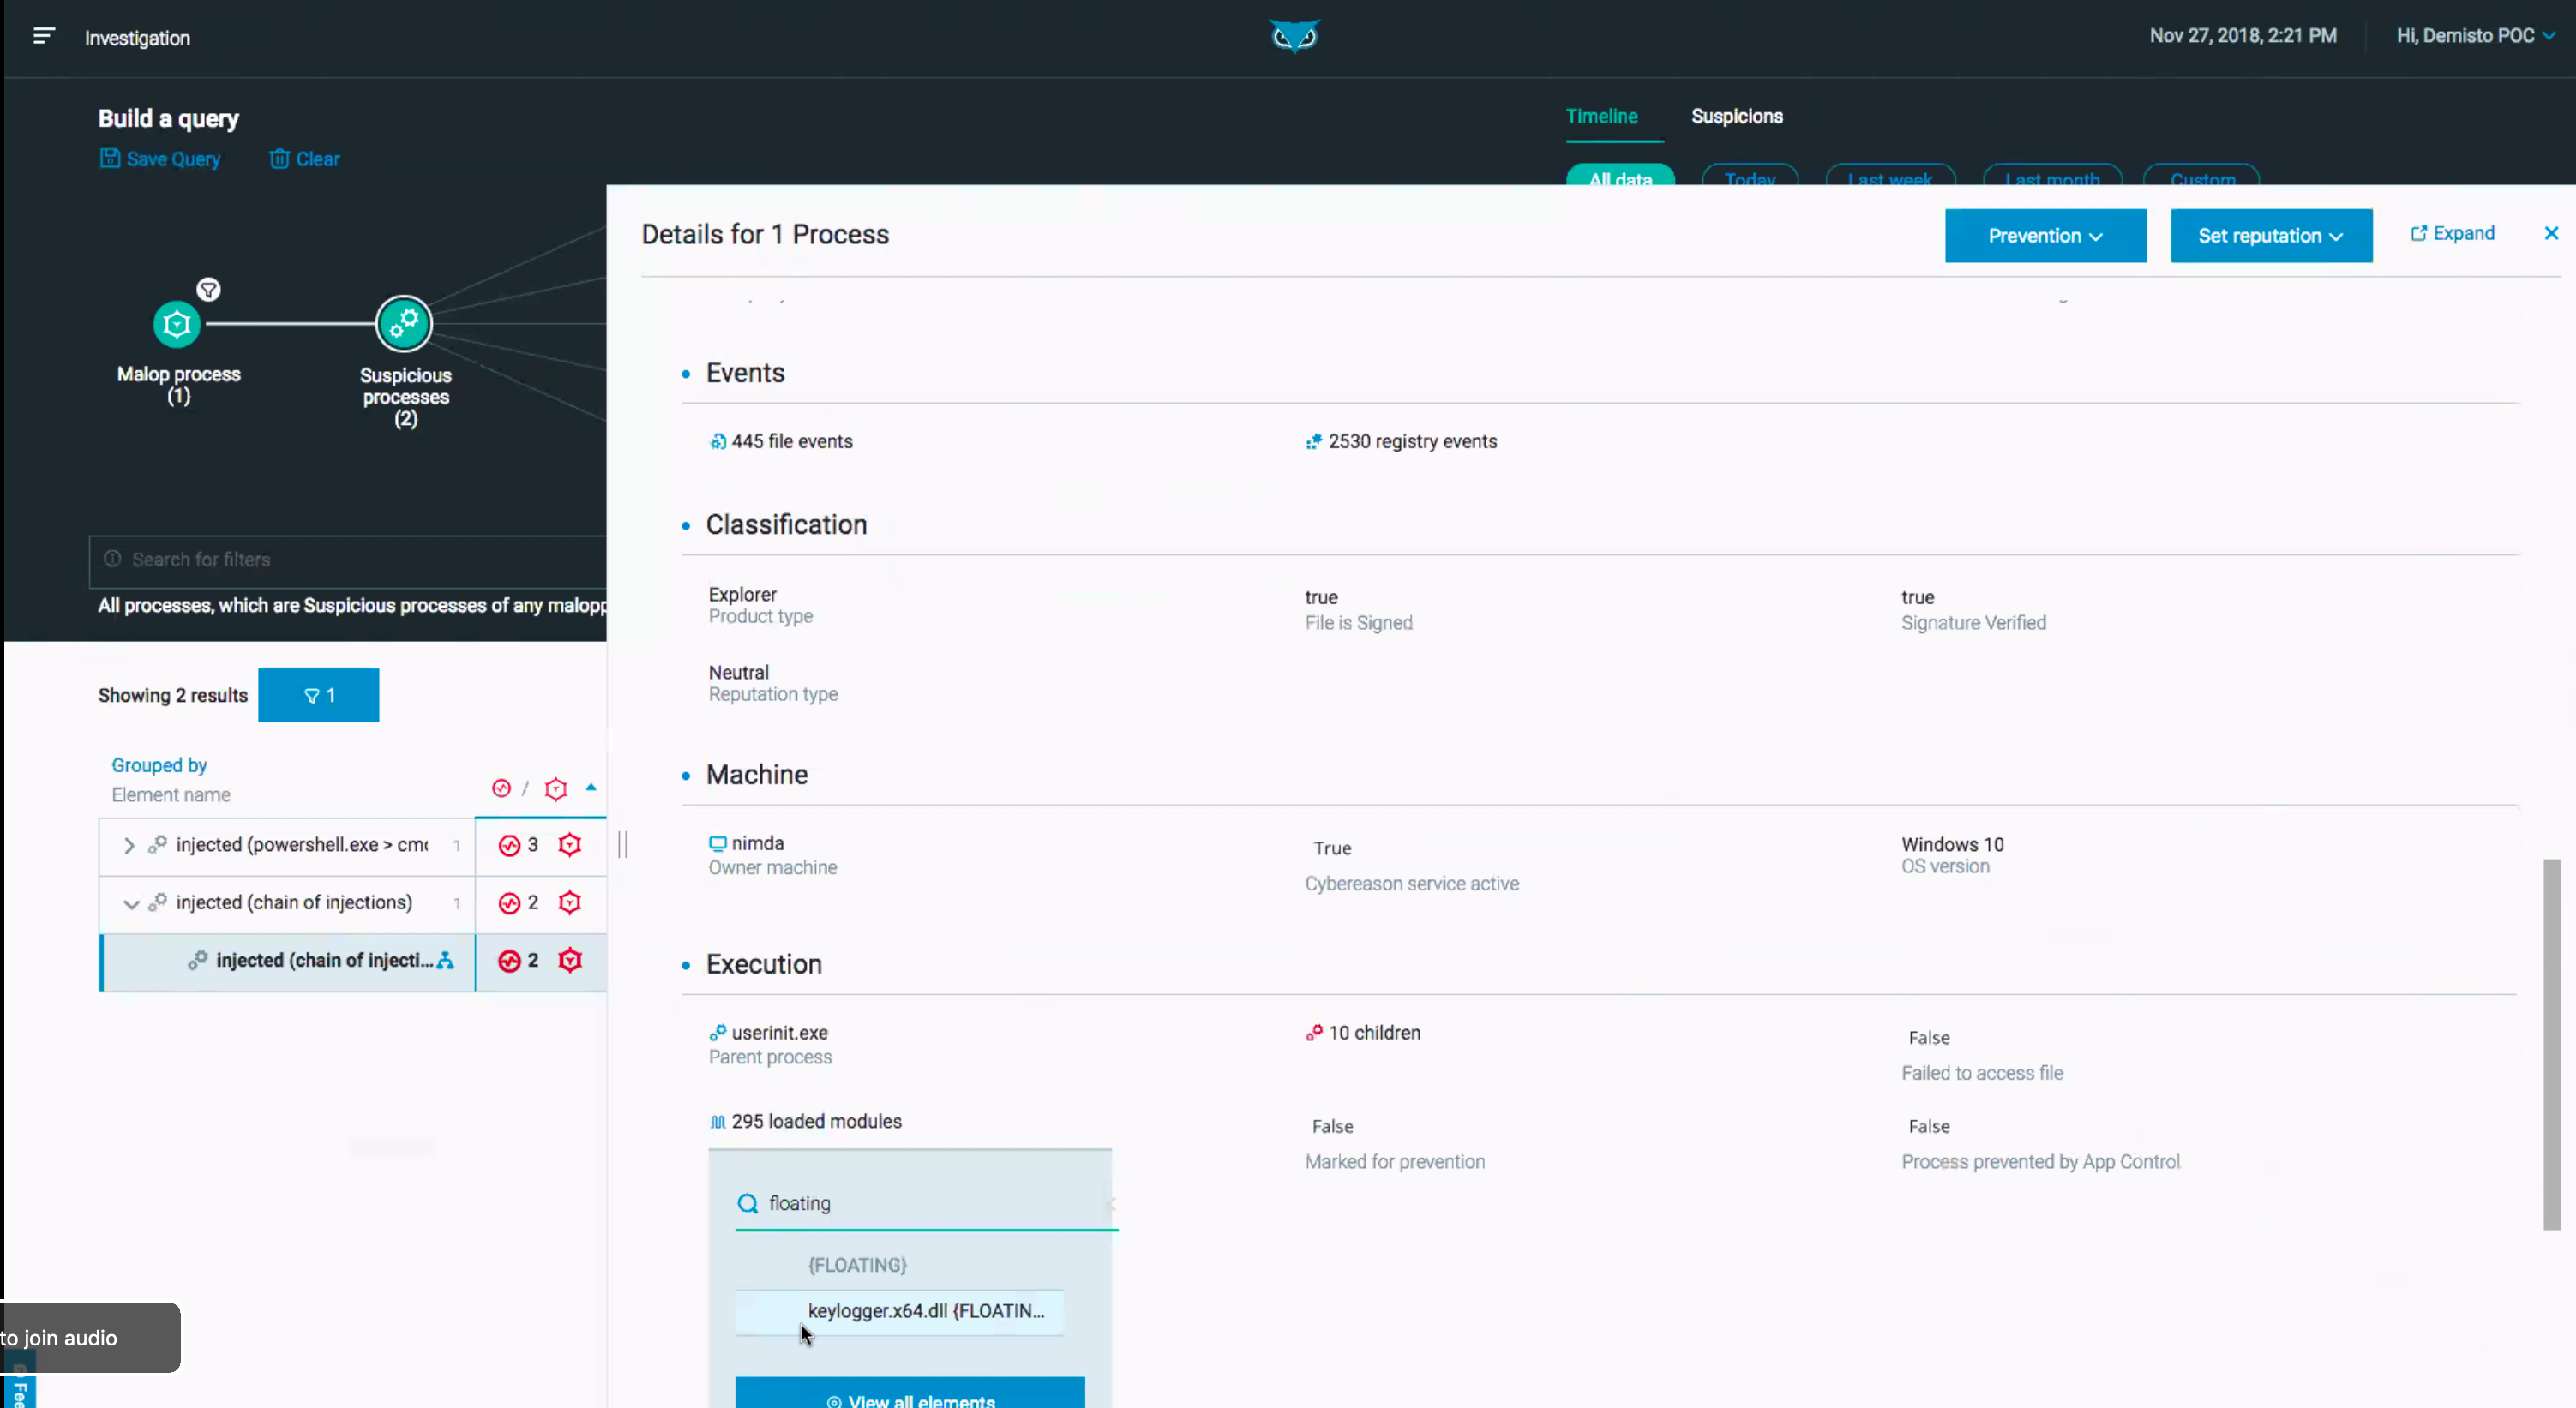 Investigation
Nov 27, 2018, 2:21 PM
Hi, Demisto POC
Build a query
Save Query
Clear
Timeline
Suspicions
All data
Today
Last week
Last month
Custom
Malop process
(1)
Suspicious
processes
(2)
Search for filters
All processes, which are Suspicious processes of any malop
Showing 2 results
1
Grouped by
Element name
/
injected (powershell.exe > cm
1
3
injected (chain of injections)
1
2
injected (chain of injecti...
2
Details for 1 Process
Prevention
Set reputation
Expand
Events
445 file events
2530 registry events
Classification
Explorer
Product type
true
File is Signed
true
Signature Verified
Neutral
Reputation type
Machine
nimda
Owner machine
True
Cybereason service active
Windows 10
OS version
Execution
userinit.exe
Parent process
10 children
False
Failed to access file
295 loaded modules
False
Marked for prevention
False
Process prevented by App Control
floating
{FLOATING}
keylogger.x64.dll {FLOATIN...
View all elements
to join audio
Fee